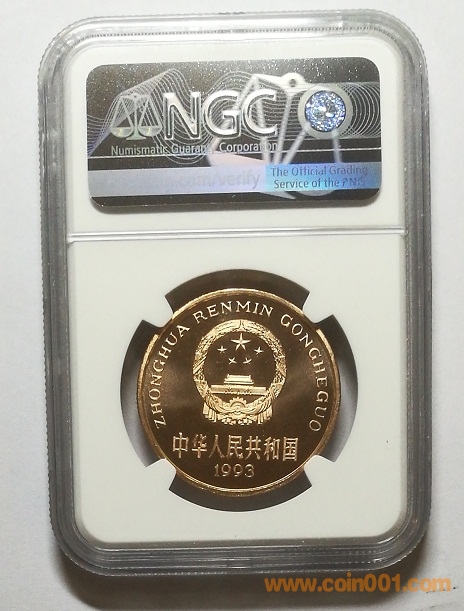 NGC
Numismatic Guaranty Corporation
The Official Grading
Service of the PNG
ZHONGHUA RENMIN GONGHEGUO
中华人民共和国
1993
www.coin001.com